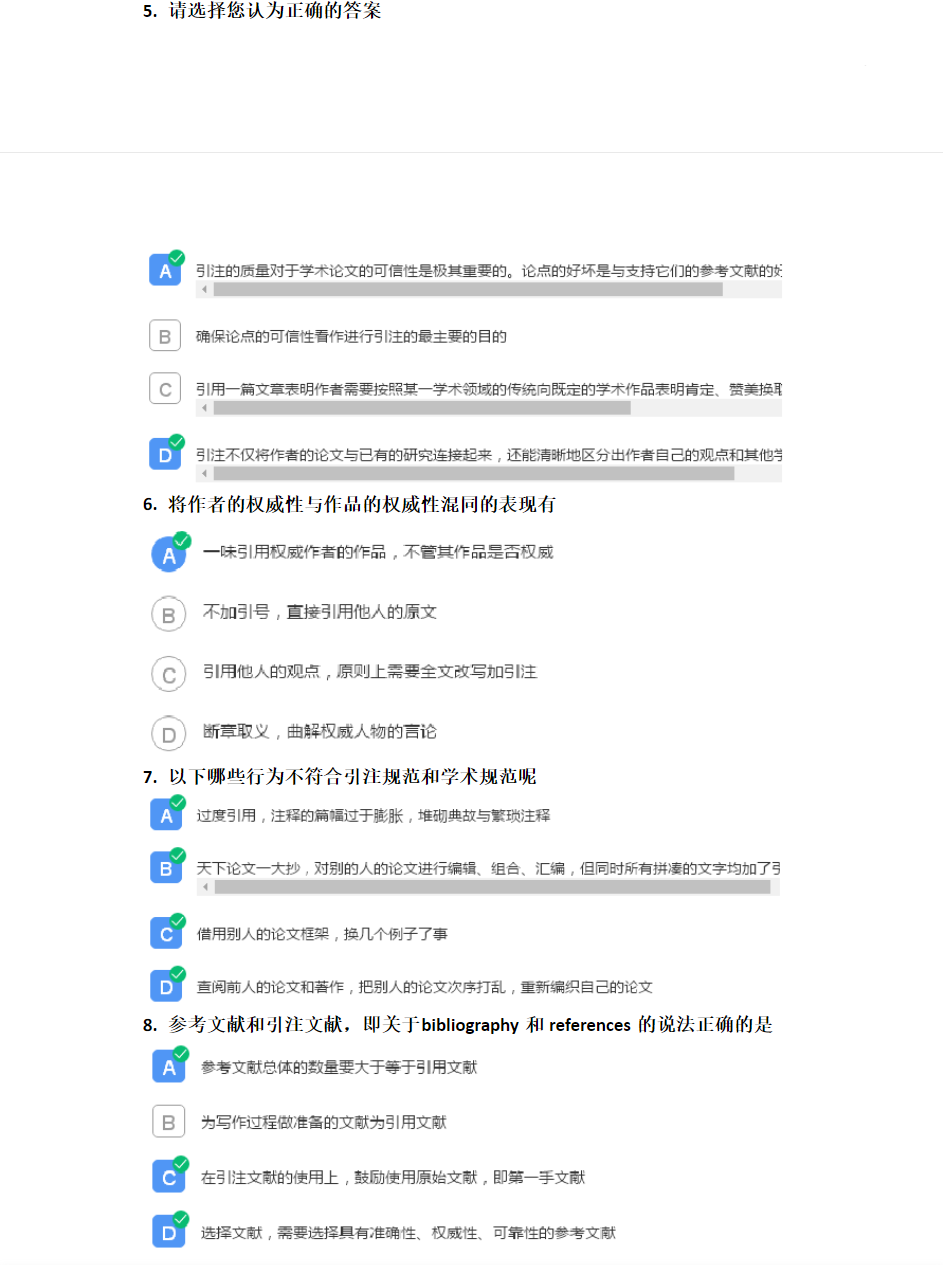 5. 请选择您认为正确的答案
A 引注的质量对于学术论文的可信性是极其重要的。论点的好坏是与支持它们的参考文献的好
B 确保论点的可信性看作进行引注的最主要的目的
C 引用一篇文章表明作者需要按照某一学术领域的传统向既定的学术作品表明肯定、赞美换取
D 引注不仅将作者的论文与已有的研究连接起来，还能清晰地区分出作者自己的观点和其他学
6. 将作者的权威性与作品的权威性混同的表现有
A 一味引用权威作者的作品，不管其作品是否权威
B 不加引号，直接引用他人的原文
C 引用他人的观点，原则上需要全文改写加引注
D 断章取义，曲解权威人物的言论
7. 以下哪些行为不符合引注规范和学术规范呢
A 过度引用，注释的篇幅过于膨胀，堆砌典故与繁琐注释
B 天下论文一大抄，对别的人的论文进行编辑、组合、汇编，但同时所有拼凑的文字均加了引
C 借用别人的论文框架，换几个例子了事
D 查阅前人的论文和著作，把别人的论文次序打乱，重新编织自己的论文
8. 参考文献和引注文献，即关于bibliography 和 references 的说法正确的是
A 参考文献总体的数量要大于等于引用文献
B 为写作过程做准备的文献为引用文献
C 在引注文献的使用上，鼓励使用原始文献，即第一手文献
D 选择文献，需要选择具有准确性、权威性、可靠性的参考文献